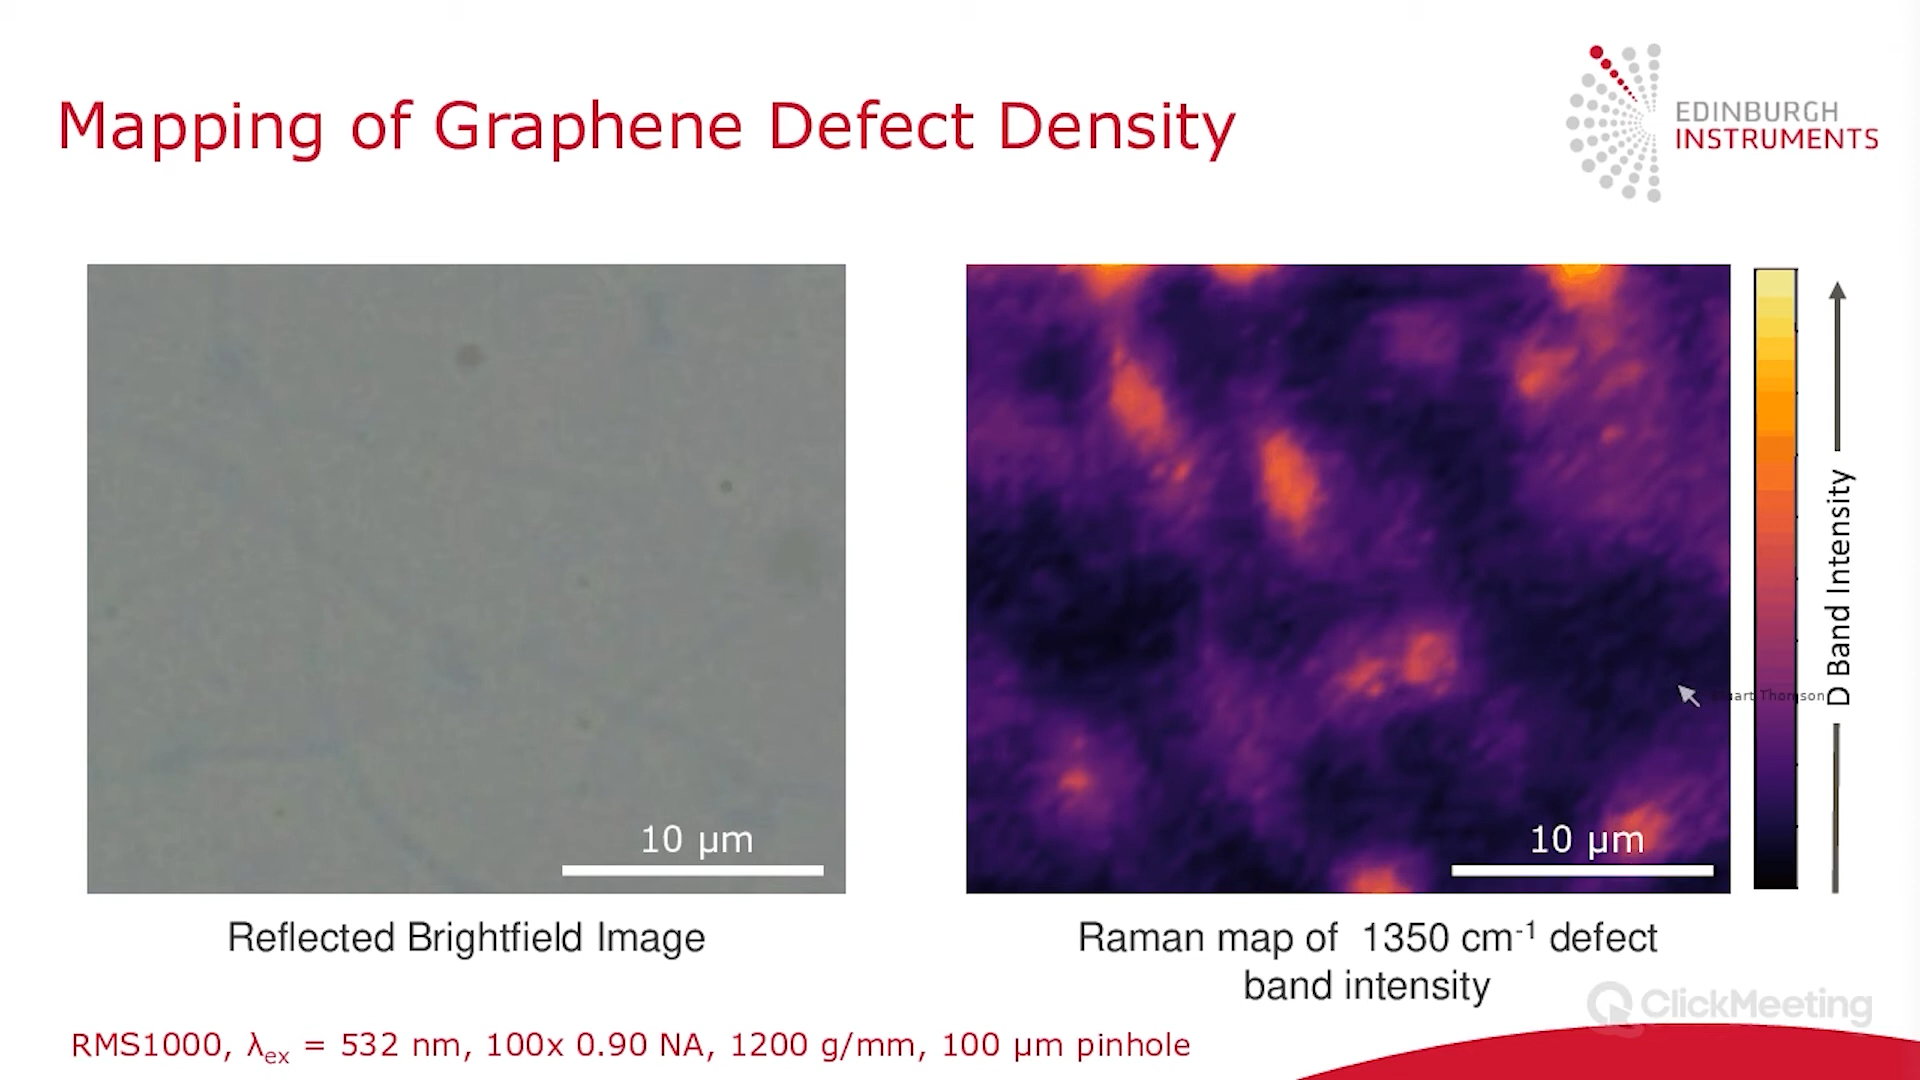 Mapping of Graphene Defect Density
EDINBURGH
INSTRUMENTS
10 µm
10 µm
D Band Intensity
Thomson
Reflected Brightfield Image
Raman map of 1350 cm⁻¹ defect
band intensity
ClickMeeting
RMS1000, λex = 532 nm, 100x 0.90 NA, 1200 g/mm, 100 µm pinhole